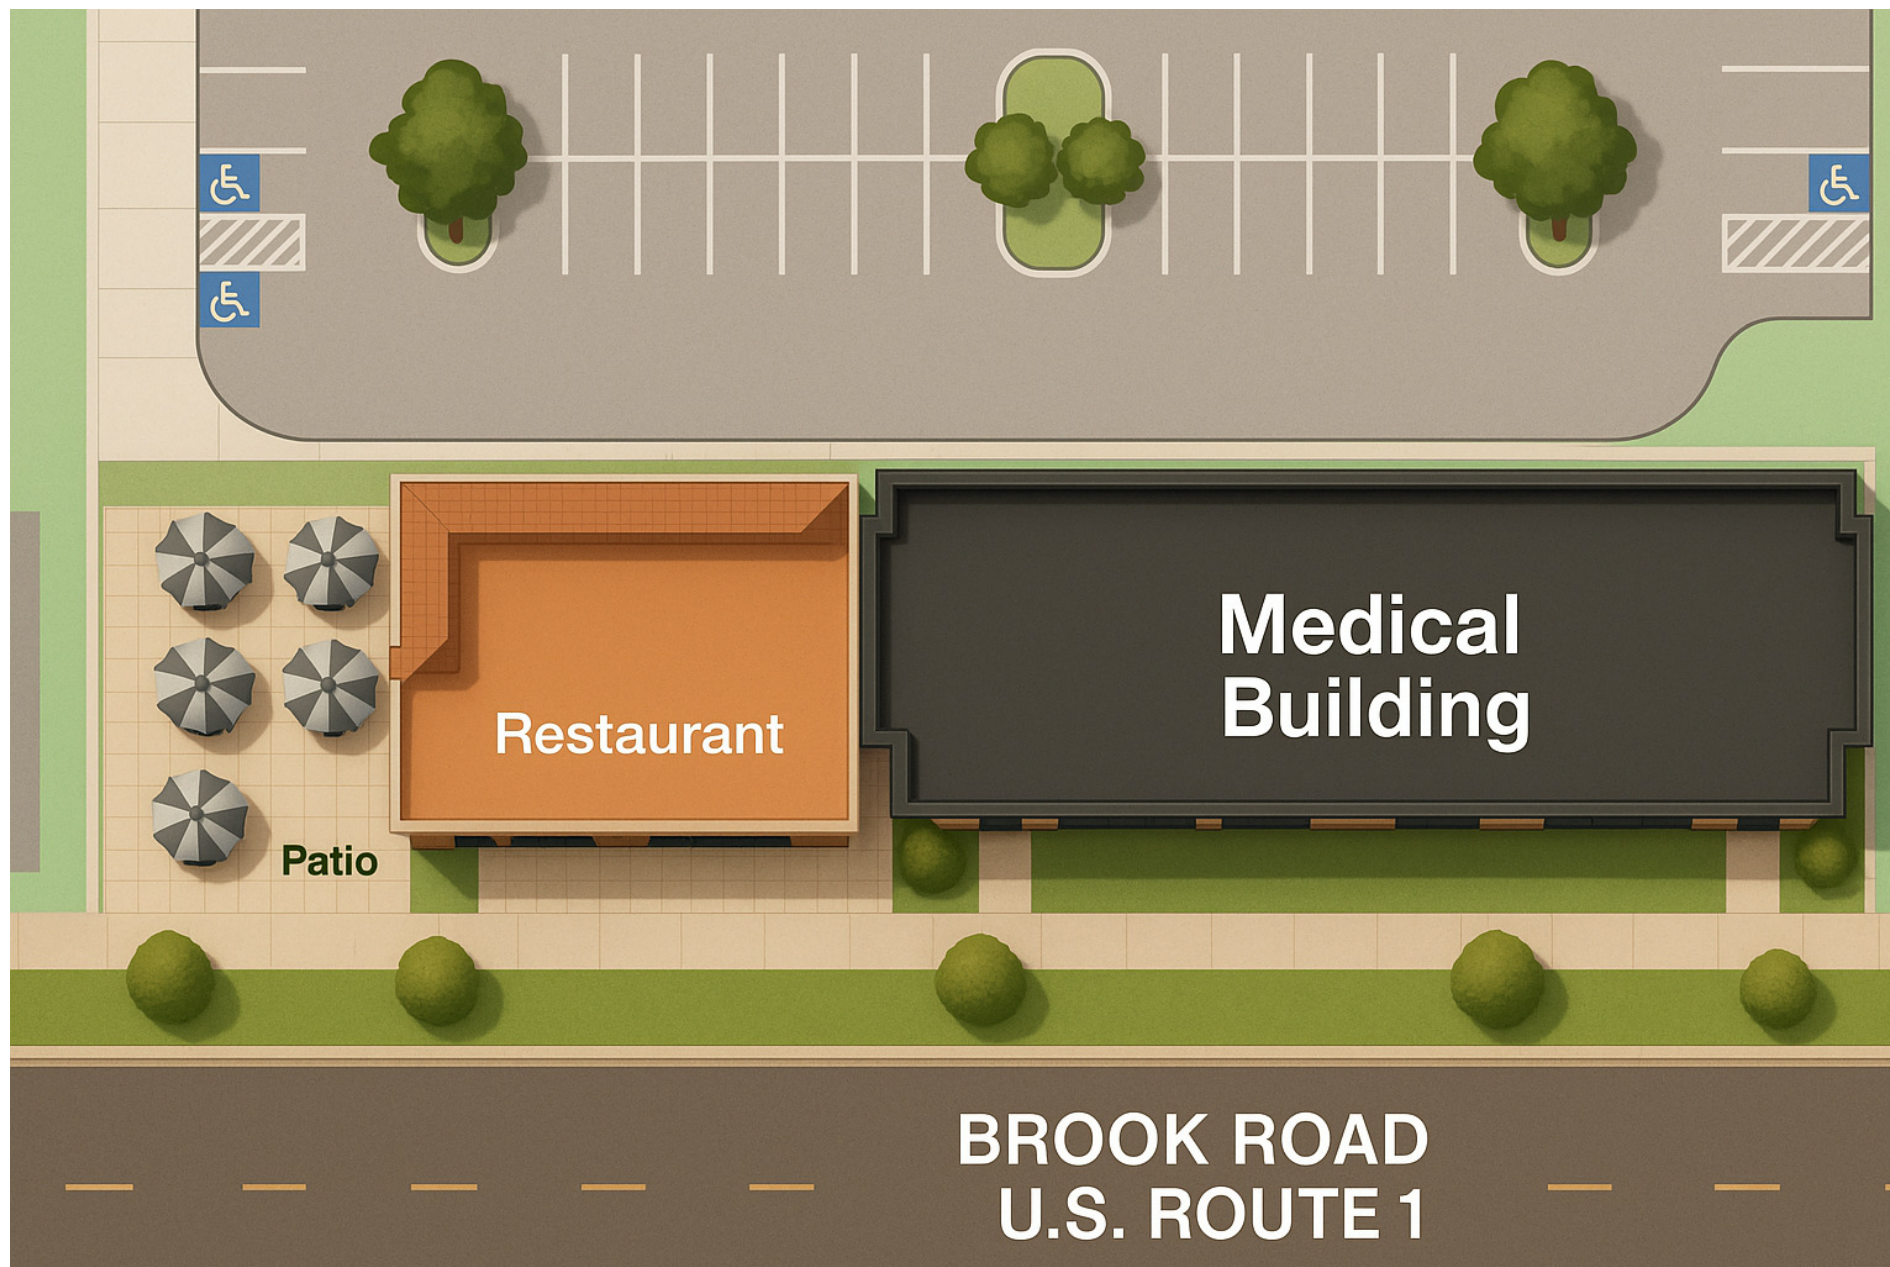 Restaurant
Medical
Building
Patio
BROOK ROAD
U.S. ROUTE 1